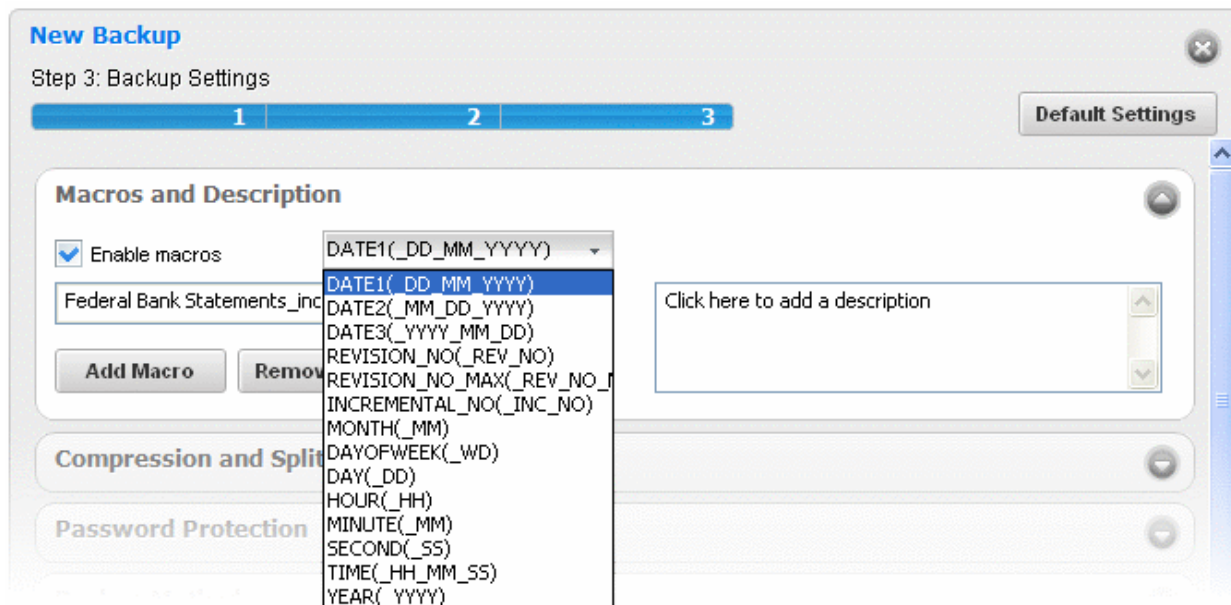 New Backup
Step 3: Backup Settings
1 2 3
Default Settings
Macros and Description
Enable macros
DATE1(_DD_MM_YYYY)
Federal Bank Statements_inc
Click here to add a description
Add Macro
DATE1(_DD_MM_YYYY)
DATE2(_MM_DD_YYYY)
DATE3(_YYYY_MM_DD)
REVISION_NO(_REV_NO)
REVISION_NO_MAX(_REV_NO_
INCREMENTAL_NO(_INC_NO)
MONTH(_MM)
DAYOFWEEK(_WD)
DAY(_DD)
HOUR(_HH)
MINUTE(_MM)
SECOND(_SS)
TIME(_HH_MM_SS)
YEAR(_YYYY)
Compression and Split
Password Protection